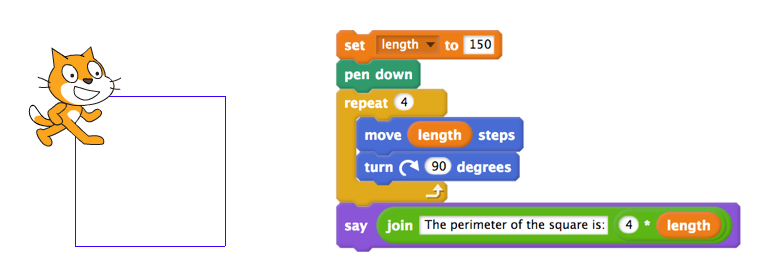 set length to 150
pen down
repeat 4
move length steps
turn 90 degrees
say join The perimeter of the square is: 4 * length